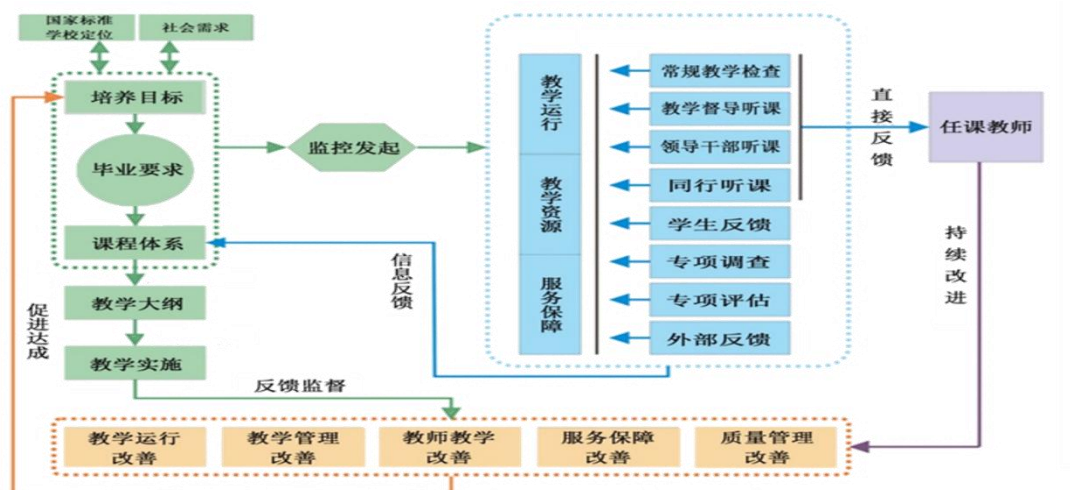 国家标准
学校定位
社会需求
培养目标
毕业要求
课程体系
教学大纲
教学实施
促进达成
监控发起
教学运行
教学资源
服务保障
常规教学检查
教学督导听课
领导干部听课
同行听课
学生反馈
专项调查
专项评估
外部反馈
直接反馈
任课教师
持续改进
信息反馈
反馈监督
教学运行
改善
教学管理
改善
教师教学
改善
服务保障
改善
质量管理
改善